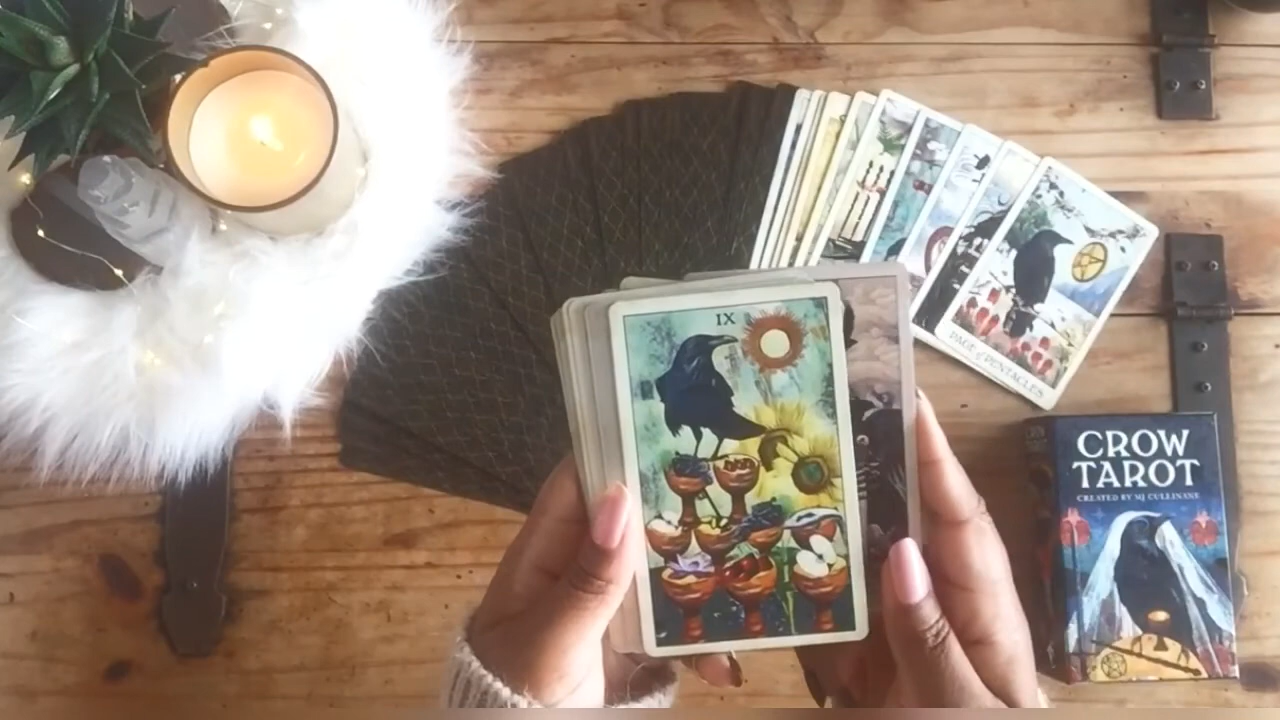 IX
PAGE of PENTACLES
CROW
TAROT
CREATED BY MJ CULLINANE